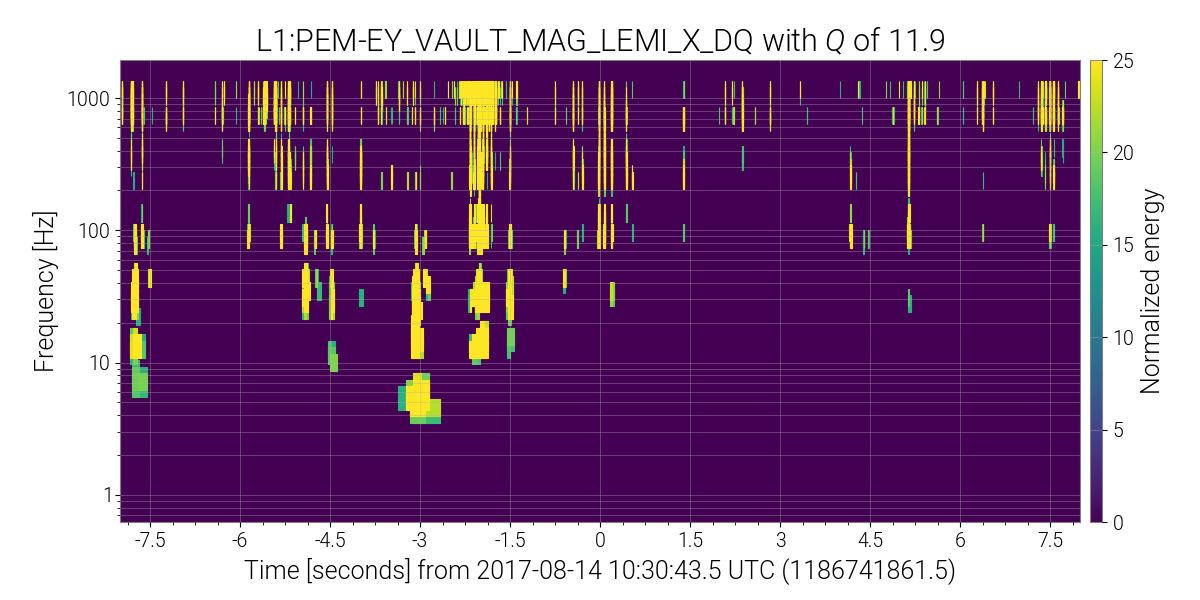 L1:PEM-EY_VAULT_MAG_LEMI_X_DQ with Q of 11.9
Frequency [Hz]
1000
100
10
1
-7.5 -6 -4.5 -3 -1.5 0 1.5 3 4.5 6 7.5
Time [seconds] from 2017-08-14 10:30:43.5 UTC (1186741861.5)
25
20
15
10
5
0
Normalized energy